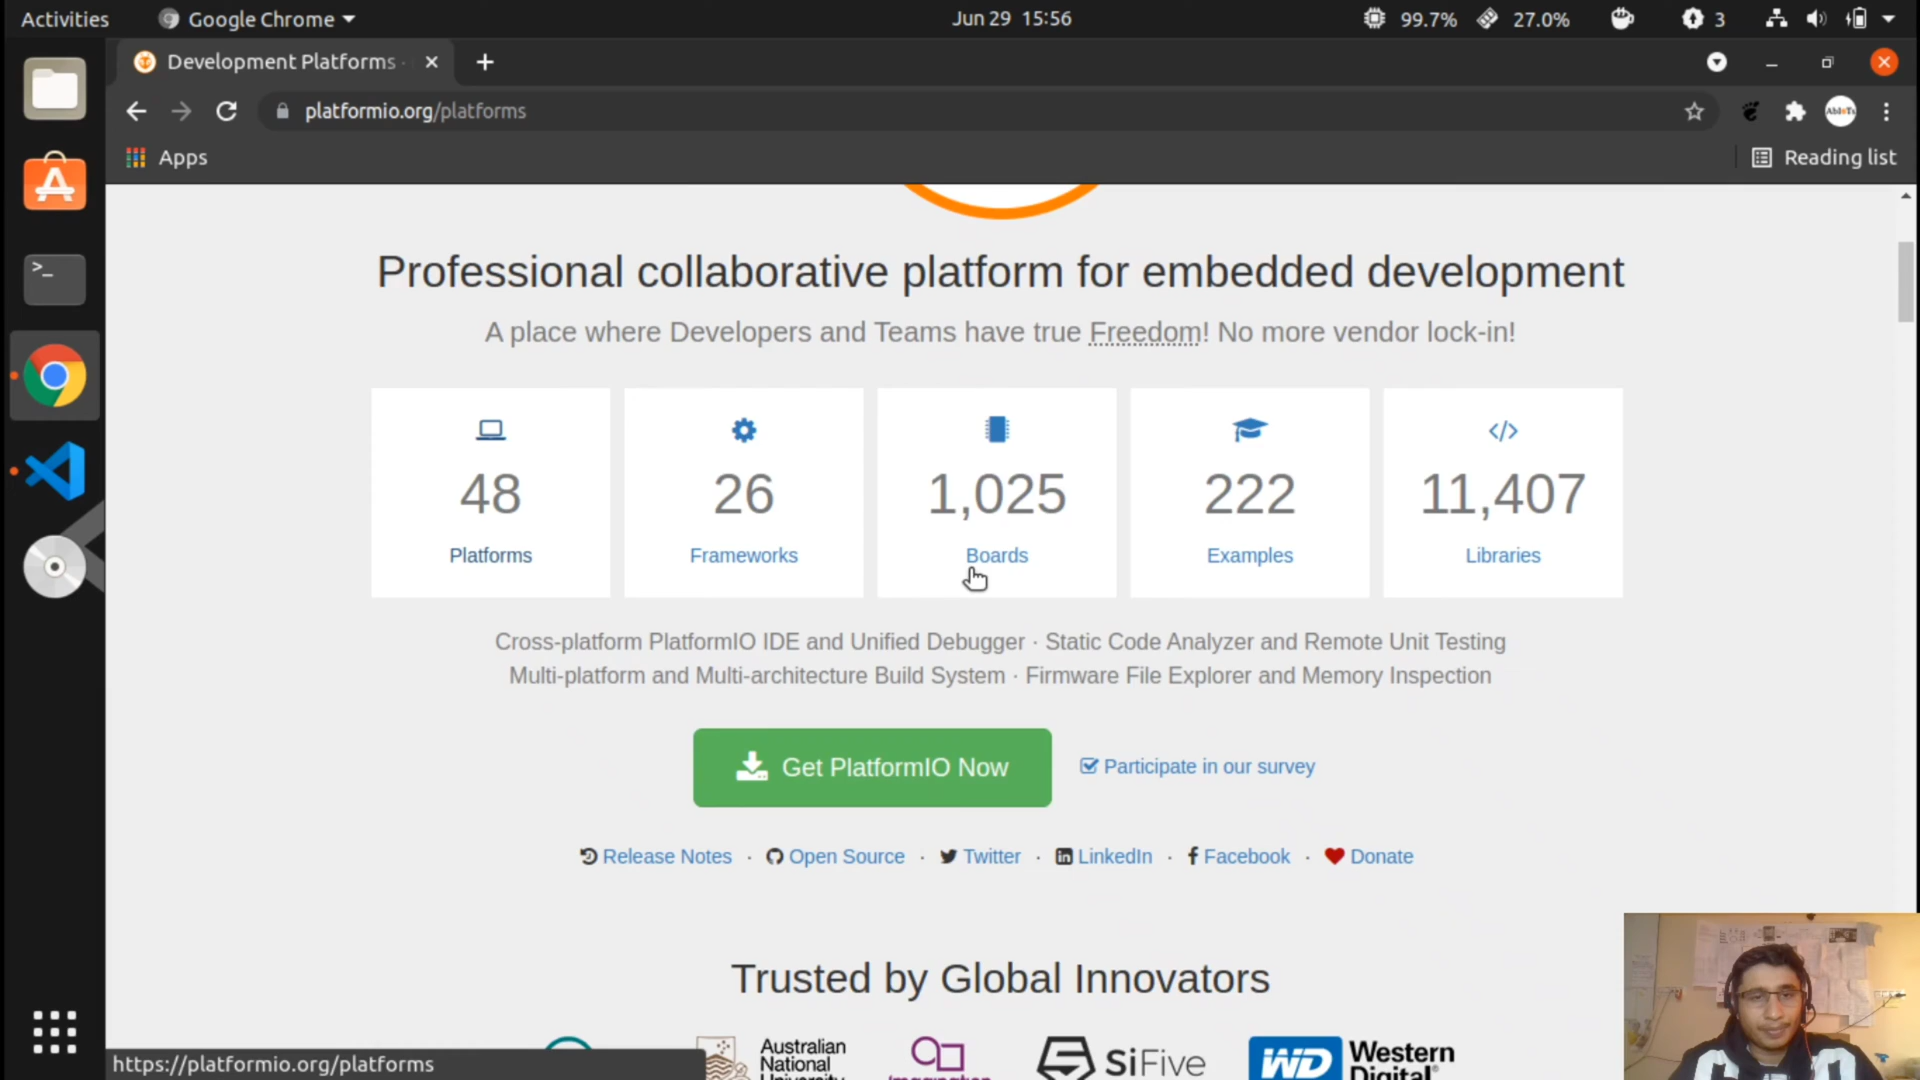 Activities
Google Chrome
Jun 29 15:56
99.7%
27.0%
3
Development Platforms
platformio.org/platforms
AbIoTs
Apps
Reading list
Professional collaborative platform for embedded development
A place where Developers and Teams have true Freedom! No more vendor lock-in!
48
26
1,025
222
11,407
Platforms
Frameworks
Boards
Examples
Libraries
Cross-platform PlatformIO IDE and Unified Debugger · Static Code Analyzer and Remote Unit Testing
Multi-platform and Multi-architecture Build System · Firmware File Explorer and Memory Inspection
Get PlatformIO Now
Participate in our survey
Release Notes · Open Source · Twitter · LinkedIn · Facebook · Donate
Trusted by Global Innovators
Australian
National
University
Imagination
SiFive
WD
Western
Digital
https://platformio.org/platforms